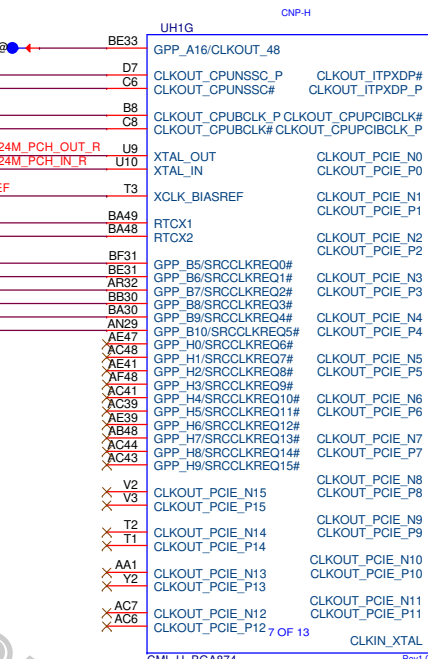 CNP-H
UH1G
@
BE33 GPP_A16/CLKOUT_48
D7 CLKOUT_CPUNSSC_P CLKOUT_ITPXDP#
C6 CLKOUT_CPUNSSC# CLKOUT_ITPXDP_P
B8 CLKOUT_CPUBCLK_P CLKOUT_CPUPCIBCLK#
C8 CLKOUT_CPUBCLK# CLKOUT_CPUPCIBCLK_P
24M_PCH_OUT_R U9 XTAL_OUT CLKOUT_PCIE_N0
24M_PCH_IN_R U10 XTAL_IN CLKOUT_PCIE_P0
EF T3 XCLK_BIASREF CLKOUT_PCIE_N1
CLKOUT_PCIE_P1
BA49 RTCX1
BA48 RTCX2 CLKOUT_PCIE_N2
CLKOUT_PCIE_P2
BF31 GPP_B5/SRCCLKREQ0#
BE31 GPP_B6/SRCCLKREQ1# CLKOUT_PCIE_N3
AR32 GPP_B7/SRCCLKREQ2# CLKOUT_PCIE_P3
BB30 GPP_B8/SRCCLKREQ3#
BA30 GPP_B9/SRCCLKREQ4# CLKOUT_PCIE_N4
AN29 GPP_B10/SRCCLKREQ5# CLKOUT_PCIE_P4
AE47 GPP_H0/SRCCLKREQ6#
AC48 GPP_H1/SRCCLKREQ7# CLKOUT_PCIE_N5
AE41 GPP_H2/SRCCLKREQ8# CLKOUT_PCIE_P5
AF48 GPP_H3/SRCCLKREQ9#
AC41 GPP_H4/SRCCLKREQ10# CLKOUT_PCIE_N6
AC39 GPP_H5/SRCCLKREQ11# CLKOUT_PCIE_P6
AE39 GPP_H6/SRCCLKREQ12#
AB48 GPP_H7/SRCCLKREQ13# CLKOUT_PCIE_N7
AC44 GPP_H8/SRCCLKREQ14# CLKOUT_PCIE_P7
AC43 GPP_H9/SRCCLKREQ15#
CLKOUT_PCIE_N8
V2 CLKOUT_PCIE_N15 CLKOUT_PCIE_P8
V3 CLKOUT_PCIE_P15
CLKOUT_PCIE_N9
T2 CLKOUT_PCIE_N14 CLKOUT_PCIE_P9
T1 CLKOUT_PCIE_P14
CLKOUT_PCIE_N10
AA1 CLKOUT_PCIE_N13 CLKOUT_PCIE_P10
Y2 CLKOUT_PCIE_P13
CLKOUT_PCIE_N11
AC7 CLKOUT_PCIE_N12 CLKOUT_PCIE_P11
AC6 CLKOUT_PCIE_P12 7 OF 13
CLKIN_XTAL